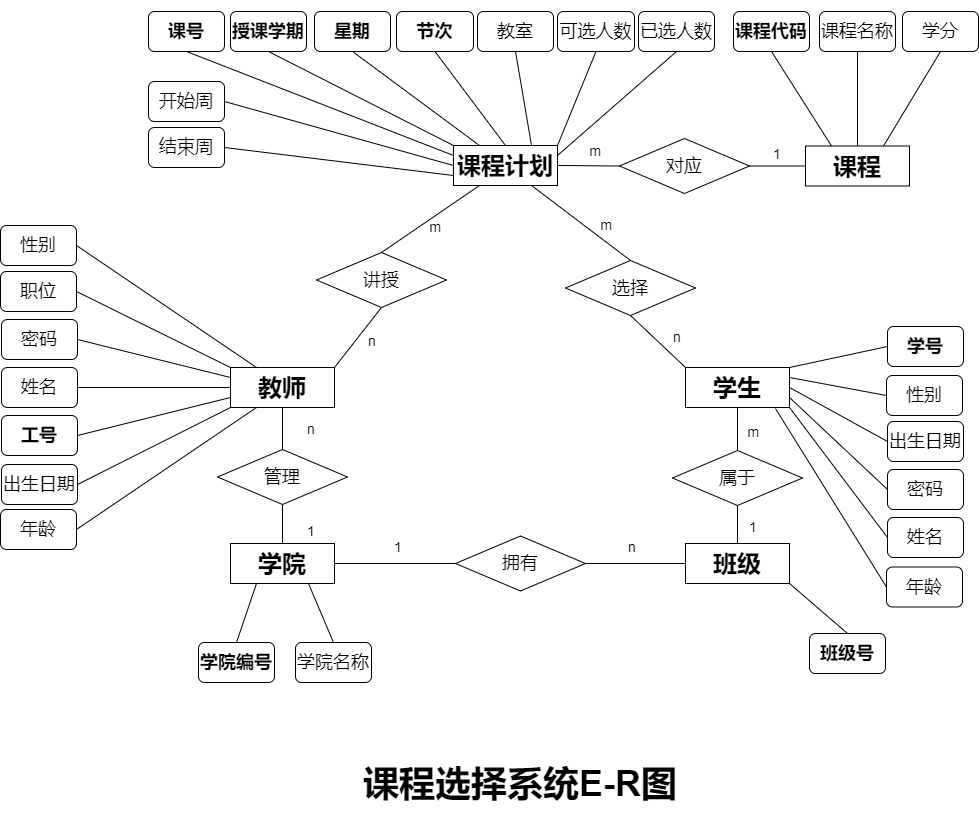 课号 授课学期 星期 节次 教室 可选人数 已选人数 课程代码 课程名称 学分
开始周
结束周
课程计划 m 对应 1 课程
m m
性别
讲授 选择
职位
密码 n n
学号
姓名 教师 学生 性别
工号 n m 出生日期
出生日期 管理 属于 密码
年龄 1 1 姓名
学院 1 拥有 n 班级 年龄
学院编号 学院名称 班级号
课程选择系统E-R图